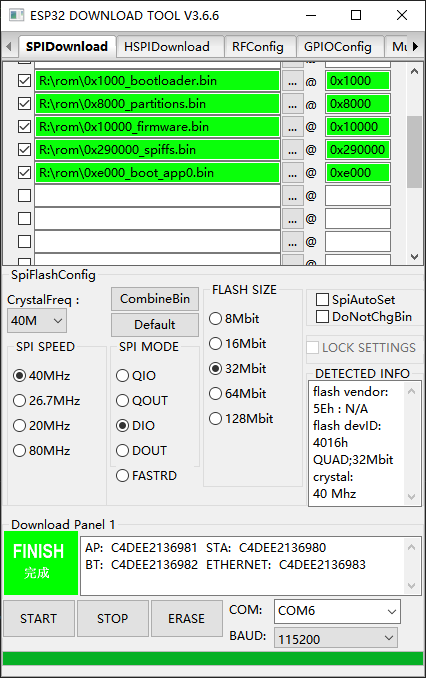 ESP32 DOWNLOAD TOOL V3.6.6
SPIDownload HSPIDownload RFConfig GPIOConfig Mu
R:\rom\0x1000_bootloader.bin ... @ 0x1000
R:\rom\0x8000_partitions.bin ... @ 0x8000
R:\rom\0x10000_firmware.bin ... @ 0x10000
R:\rom\0x290000_spiffs.bin ... @ 0x290000
R:\rom\0xe000_boot_app0.bin ... @ 0xe000
... @
... @
... @
SpiFlashConfig
CrystalFreq :
40M
CombineBin
Default
SPI SPEED
40MHz
26.7MHz
20MHz
80MHz
SPI MODE
QIO
QOUT
DIO
DOUT
FASTRD
FLASH SIZE
8Mbit
16Mbit
32Mbit
64Mbit
128Mbit
SpiAutoSet
DoNotChgBin
LOCK SETTINGS
DETECTED INFO
flash vendor:
5Eh : N/A
flash devID:
4016h
QUAD;32Mbit
crystal:
40 Mhz
Download Panel 1
FINISH
完成
AP: C4DEE2136981 STA: C4DEE2136980
BT: C4DEE2136982 ETHERNET: C4DEE2136983
START STOP ERASE
COM: COM6
BAUD: 115200